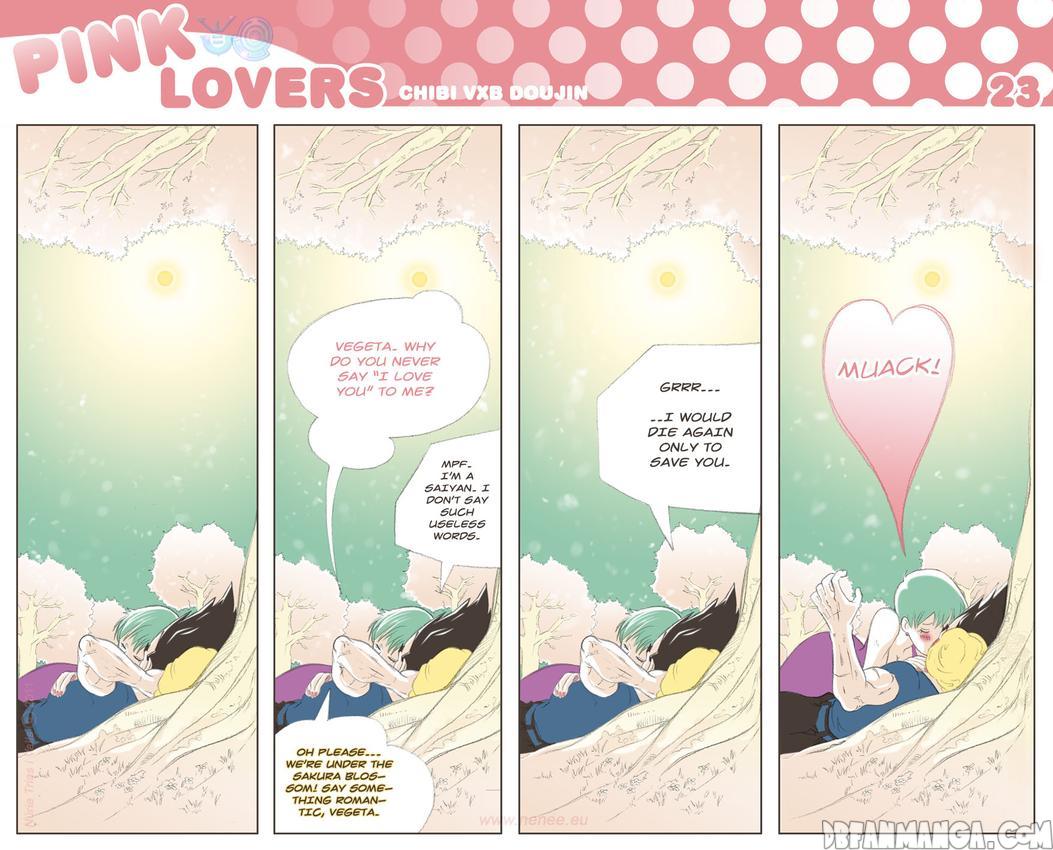 PINK
LOVERS
CHIBI VXB DOUJIN
23
VEGETA. WHY
DO YOU NEVER
SAY "I LOVE
YOU" TO ME?
MPF.
I'M A
SAIYAN. I
DON'T SAY
SUCH
USELESS
WORDS.
OH PLEASE...
WE'RE UNDER THE
SAKURA BLOS-
SOM! SAY SOME-
THING ROMAN-
TIC, VEGETA.
GRRR...
..I WOULD
DIE AGAIN
ONLY TO
SAVE YOU.
MUACK!
www.nenee.eu
DBFANMANGA.COM